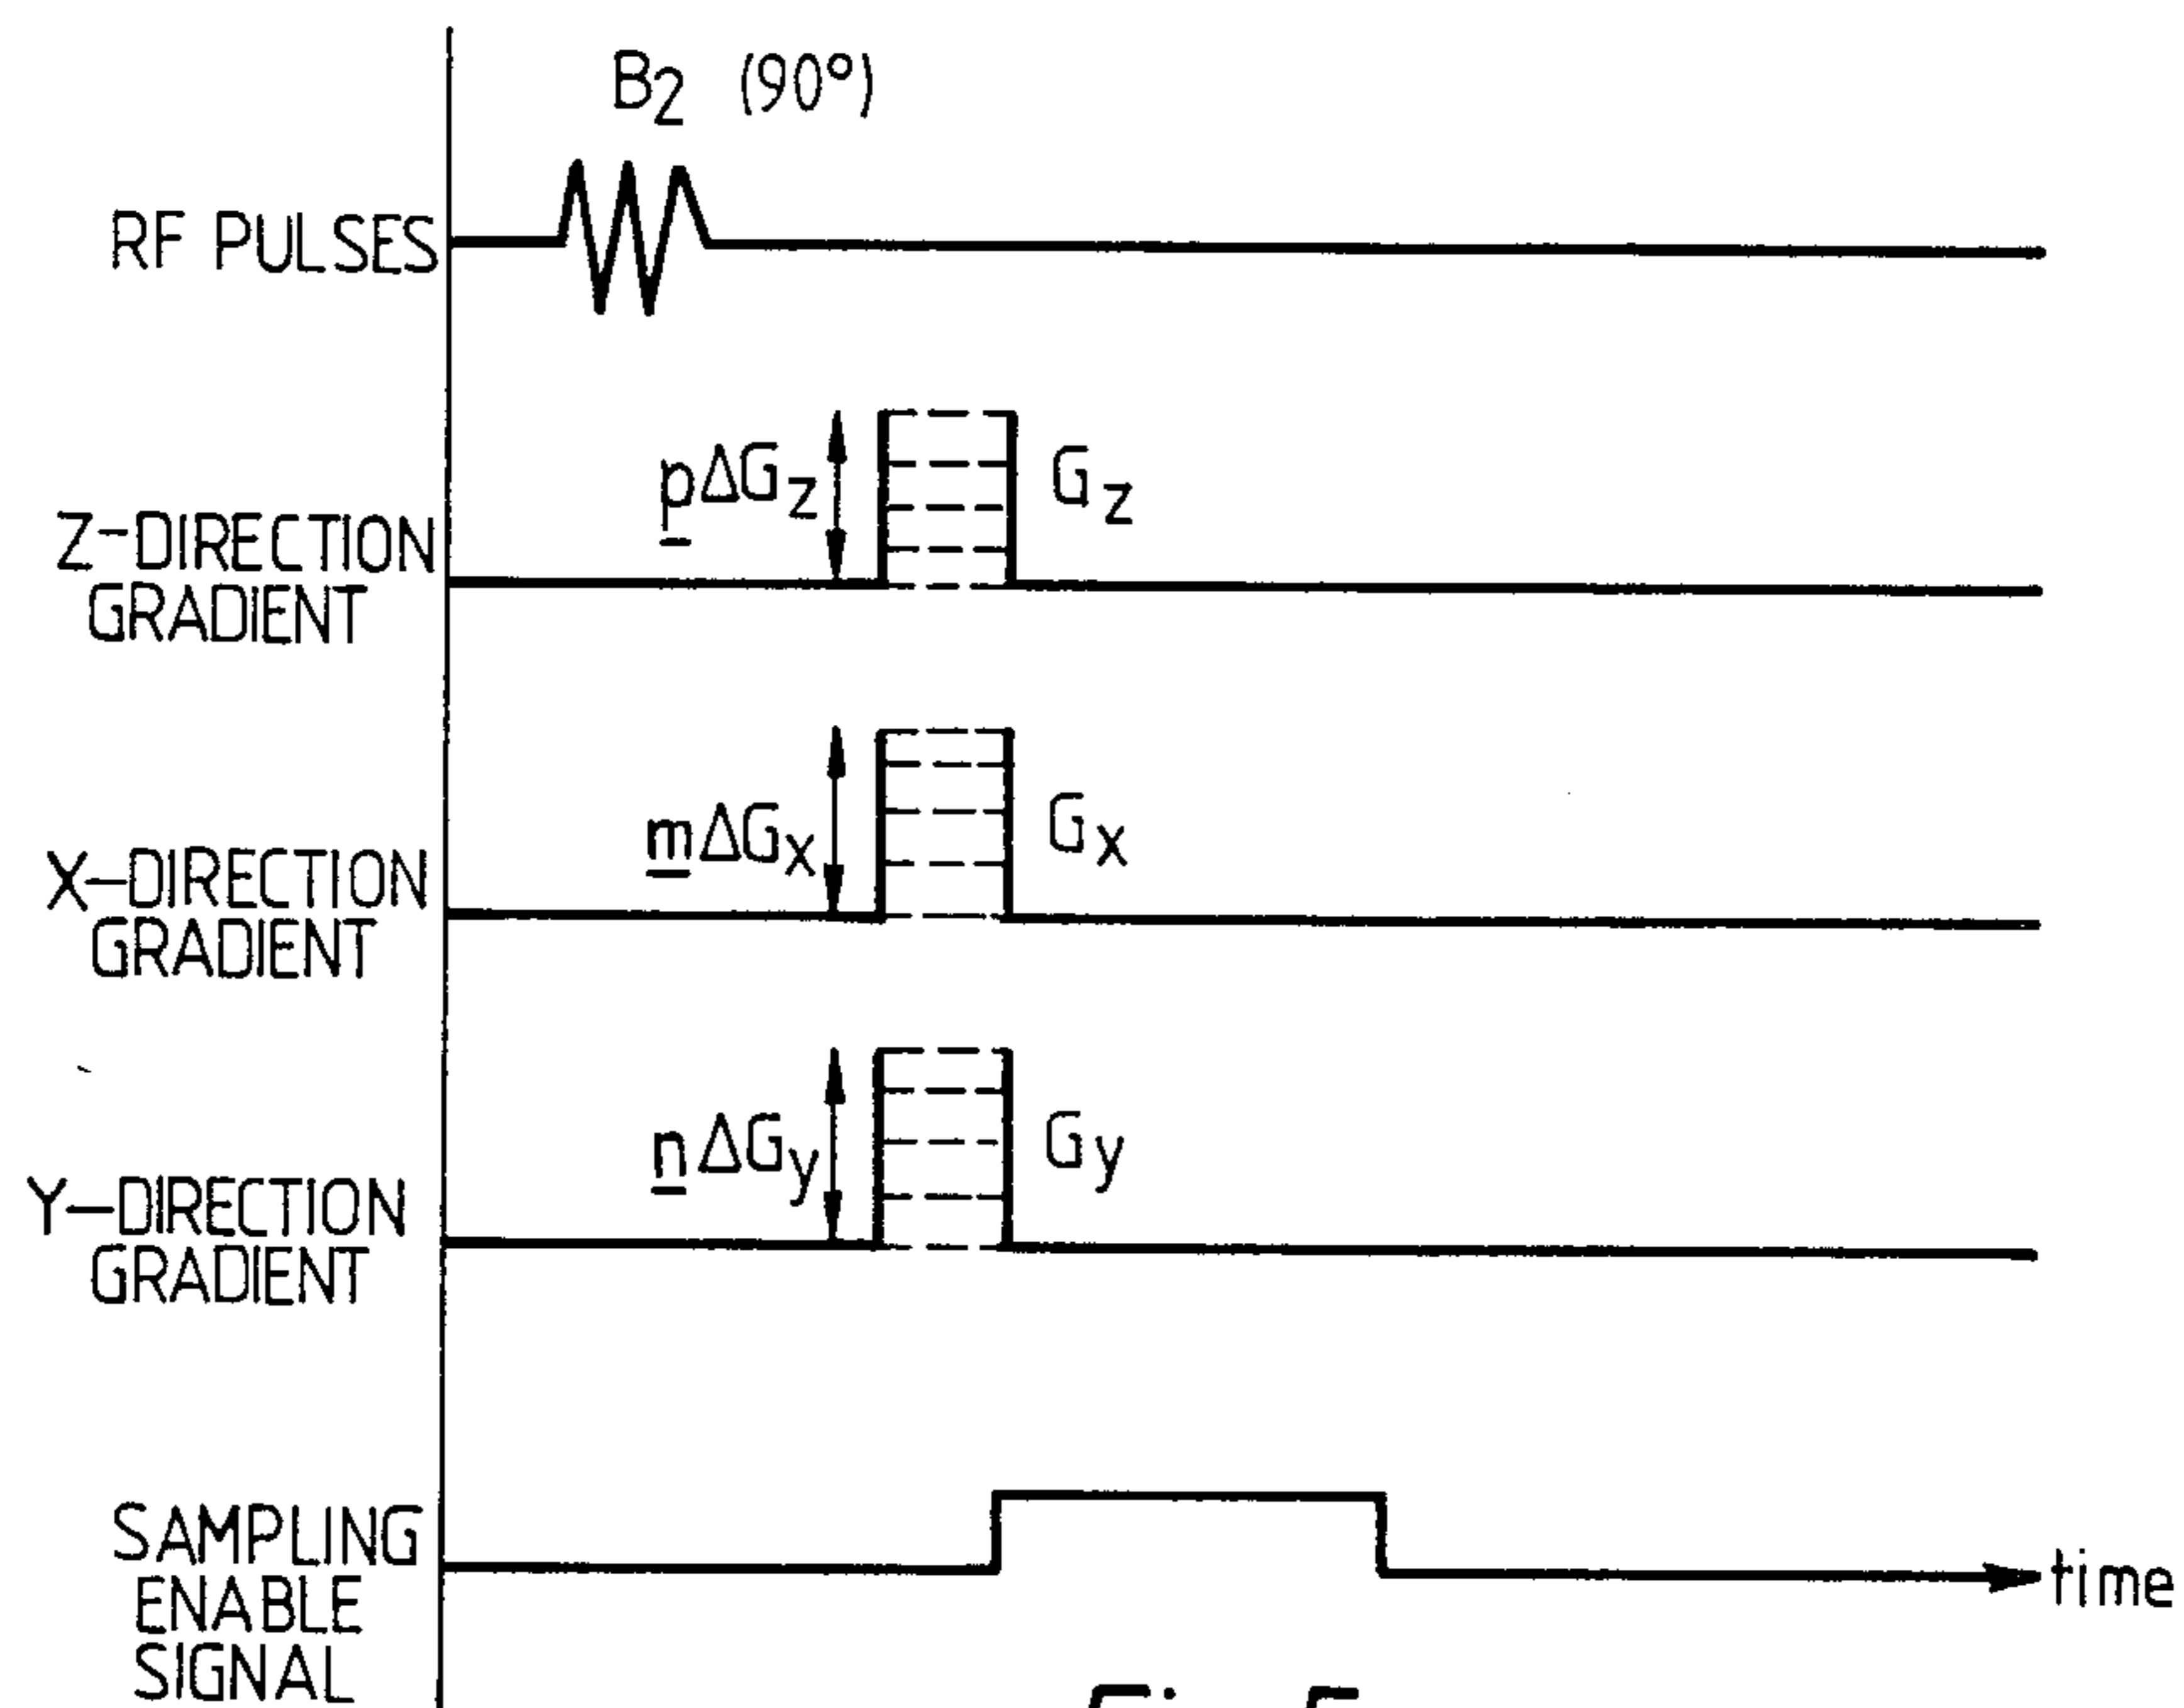 B2 (90°)
RF PULSES
pΔGz
Gz
Z-DIRECTION
GRADIENT
mΔGx
Gx
X-DIRECTION
GRADIENT
nΔGy
Gy
Y-DIRECTION
GRADIENT
SAMPLING
ENABLE
SIGNAL
time